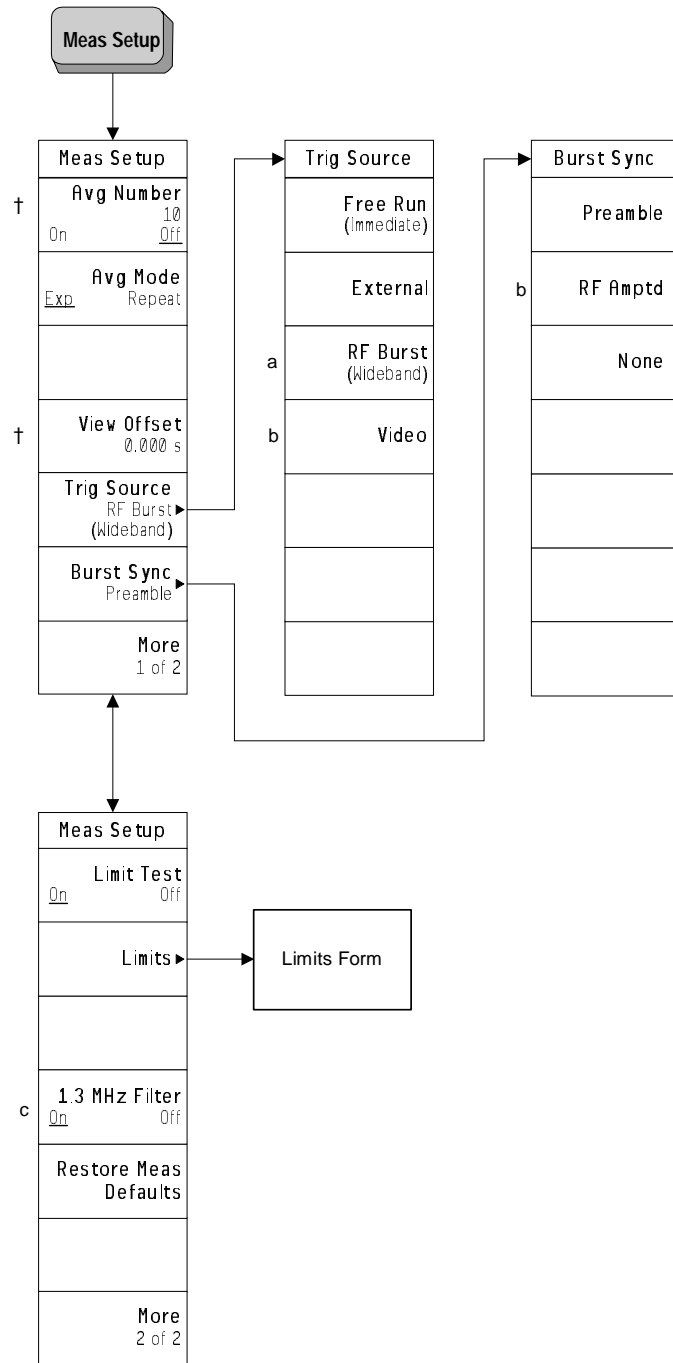 Meas Setup
Meas Setup
†
Avg Number
10
On Off
Avg Mode
Exp Repeat
†
View Offset
0.000 s
Trig Source
RF Burst
(Wideband)
Burst Sync
Preamble
More
1 of 2
Trig Source
Free Run
(Immediate)
External
a
RF Burst
(Wideband)
b
Video
Burst Sync
Preamble
b
RF Amptd
None
Meas Setup
Limit Test
On Off
Limits
Limits Form
c
1.3 MHz Filter
On Off
Restore Meas
Defaults
More
2 of 2